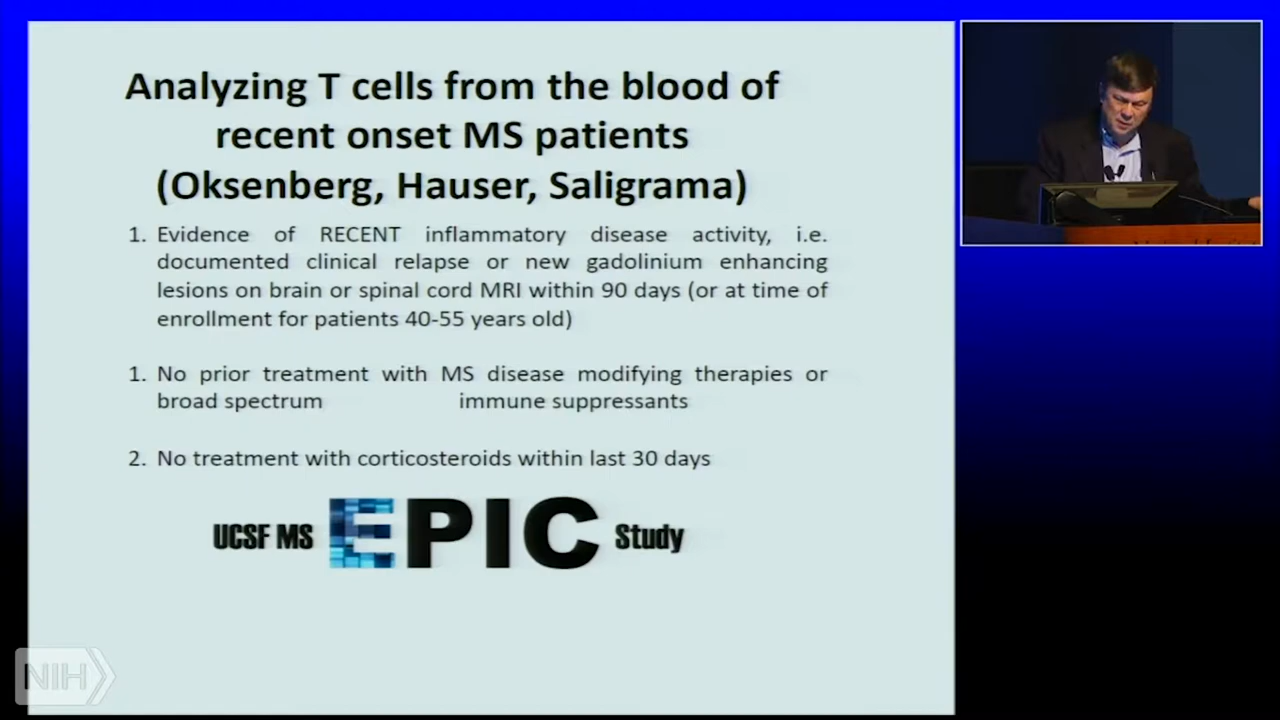 Analyzing T cells from the blood of
recent onset MS patients
(Oksenberg, Hauser, Saligrama)
1. Evidence of RECENT inflammatory disease activity, i.e.
documented clinical relapse or new gadolinium enhancing
lesions on brain or spinal cord MRI within 90 days (or at time of
enrollment for patients 40-55 years old)
1. No prior treatment with MS disease modifying therapies or
broad spectrum immune suppressants
2. No treatment with corticosteroids within last 30 days
UCSF MS EPIC Study
NIH